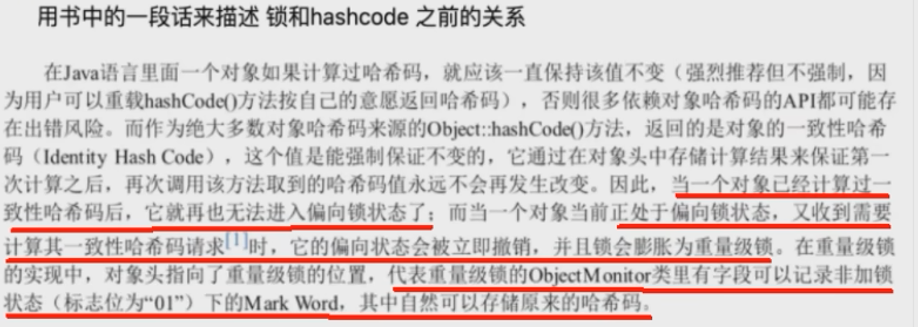 用书中的一段话来描述 锁和hashcode 之前的关系
在Java语言里面一个对象如果计算过哈希码，就应该一直保持该值不变（强烈推荐但不强制，因
为用户可以重载hashCode()方法按自己的意愿返回哈希码），否则很多依赖对象哈希码的API都可能存
在出错风险。而作为绝大多数对象哈希码来源的Object::hashCode()方法，返回的是对象的一致性哈希
码（Identity Hash Code），这个值是能强制保证不变的，它通过在对象头中存储计算结果来保证第一
次计算之后，再次调用该方法取到的哈希码值永远不会再发生改变。因此，当一个对象已经计算过一
致性哈希码后，它就再也无法进入偏向锁状态了；而当一个对象当前正处于偏向锁状态，又收到需要
计算其一致性哈希码请求[1]时，它的偏向状态会被立即撤销，并且锁会膨胀为重量级锁。在重量级锁
的实现中，对象头指向了重量级锁的位置，代表重量级锁的ObjectMonitor类里有字段可以记录非加锁
状态（标志位为“01”）下的Mark Word，其中自然可以存储原来的哈希码。